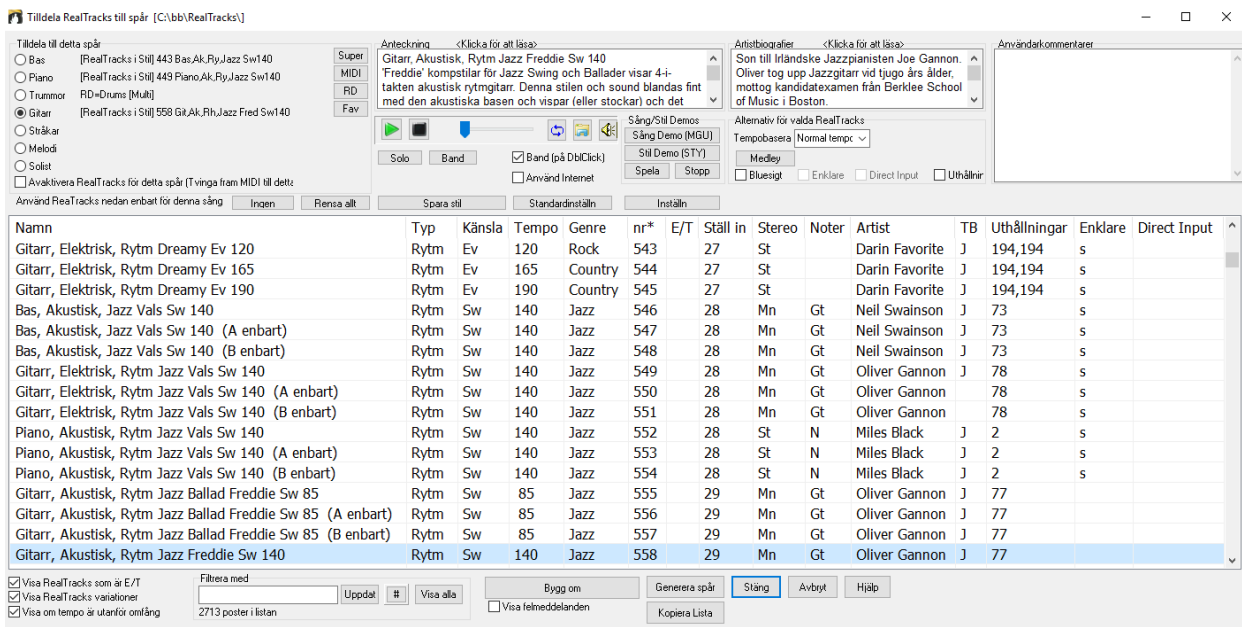 Tilldela RealTracks till spår [C:\bb\RealTracks\]
Tilldela till detta spår
Bas [RealTracks i Stil] 443 Bas,Ak,Ry,Jazz Sw140
Piano [RealTracks i Stil] 449 Piano,Ak,Ry,Jazz Sw140
Trummor RD=Drums [Multi]
Gitarr [RealTracks i Stil] 558 Git,Ak,Rh,Jazz Fred Sw140
Stråkar
Melodi
Solist
Avaktivera RealTracks för detta spår (Tvinga fram MIDI till detta
Super
MIDI
RD
Fav
Anteckning <Klicka för att läsa>
Gitarr, Akustisk, Rytm Jazz Freddie Sw 140
'Freddie' kompstilar för Jazz Swing och Ballader visar 4-i-
takten akustisk rytmgitarr. Denna stilen och sound blandas fint
med den akustiska basen och vispar (eller stockar) och det
Solo Band
Band (på DblClick)
Använd Internet
Sång/Stil Demos
Sång Demo (MGU)
Stil Demo (STY)
Spela Stopp
Artistbiografier <Klicka för att läsa>
Son till Irländske Jazzpianisten Joe Gannon.
Oliver tog upp Jazzgitarr vid tjugo års ålder,
mottog kandidatexamen från Berklee School
of Music i Boston.
Alternativ för valda RealTracks
Tempobasera Normal tempc
Medley
Bluesigt Enklare Direct Input Uthållnir
Användarkommentarer
Använd ReaTracks nedan enbart för denna sång Ingen Rensa allt Spara stil Standardinställn Inställn
Namn Typ Känsla Tempo Genre nr* E/T Ställ in Stereo Noter Artist TB Uthållningar Enklare Direct Input
Gitarr, Elektrisk, Rytm Dreamy Ev 120 Rytm Ev 120 Rock 543 27 St Darin Favorite J 194,194 s
Gitarr, Elektrisk, Rytm Dreamy Ev 165 Rytm Ev 165 Country 544 27 St Darin Favorite J 194,194 s
Gitarr, Elektrisk, Rytm Dreamy Ev 190 Rytm Ev 190 Country 545 27 St Darin Favorite J 194,194 s
Bas, Akustisk, Jazz Vals Sw 140 Rytm Sw 140 Jazz 546 28 Mn Gt Neil Swainson J 73 s
Bas, Akustisk, Jazz Vals Sw 140 (A enbart) Rytm Sw 140 Jazz 547 28 Mn Gt Neil Swainson J 73 s
Bas, Akustisk, Jazz Vals Sw 140 (B enbart) Rytm Sw 140 Jazz 548 28 Mn Gt Neil Swainson J 73 s
Gitarr, Elektrisk, Rytm Jazz Vals Sw 140 Rytm Sw 140 Jazz 549 28 Mn Gt Oliver Gannon J 78 s
Gitarr, Elektrisk, Rytm Jazz Vals Sw 140 (A enbart) Rytm Sw 140 Jazz 550 28 Mn Gt Oliver Gannon 78 s
Gitarr, Elektrisk, Rytm Jazz Vals Sw 140 (B enbart) Rytm Sw 140 Jazz 551 28 Mn Gt Oliver Gannon 78 s
Piano, Akustisk, Rytm Jazz Vals Sw 140 Rytm Sw 140 Jazz 552 28 St N Miles Black J 2 s
Piano, Akustisk, Rytm Jazz Vals Sw 140 (A enbart) Rytm Sw 140 Jazz 553 28 St N Miles Black J 2 s
Piano, Akustisk, Rytm Jazz Vals Sw 140 (B enbart) Rytm Sw 140 Jazz 554 28 St N Miles Black J 2 s
Gitarr, Akustisk, Rytm Jazz Ballad Freddie Sw 85 Rytm Sw 85 Jazz 555 29 Mn Gt Oliver Gannon J 77
Gitarr, Akustisk, Rytm Jazz Ballad Freddie Sw 85 (A enbart) Rytm Sw 85 Jazz 556 29 Mn Gt Oliver Gannon J 77
Gitarr, Akustisk, Rytm Jazz Ballad Freddie Sw 85 (B enbart) Rytm Sw 85 Jazz 557 29 Mn Gt Oliver Gannon J 77
Gitarr, Akustisk, Rytm Jazz Freddie Sw 140 Rytm Sw 140 Jazz 558 29 Mn Gt Oliver Gannon J 77
Visa RealTracks som är E/T
Visa RealTracks variationer
Visa om tempo är utanför omfång
Filtrera med
Uppdat # Visa alla
2713 poster i listan
Bygg om
Visa felmeddelanden
Generera spår Stäng Avbryt Hjälp
Kopiera Lista